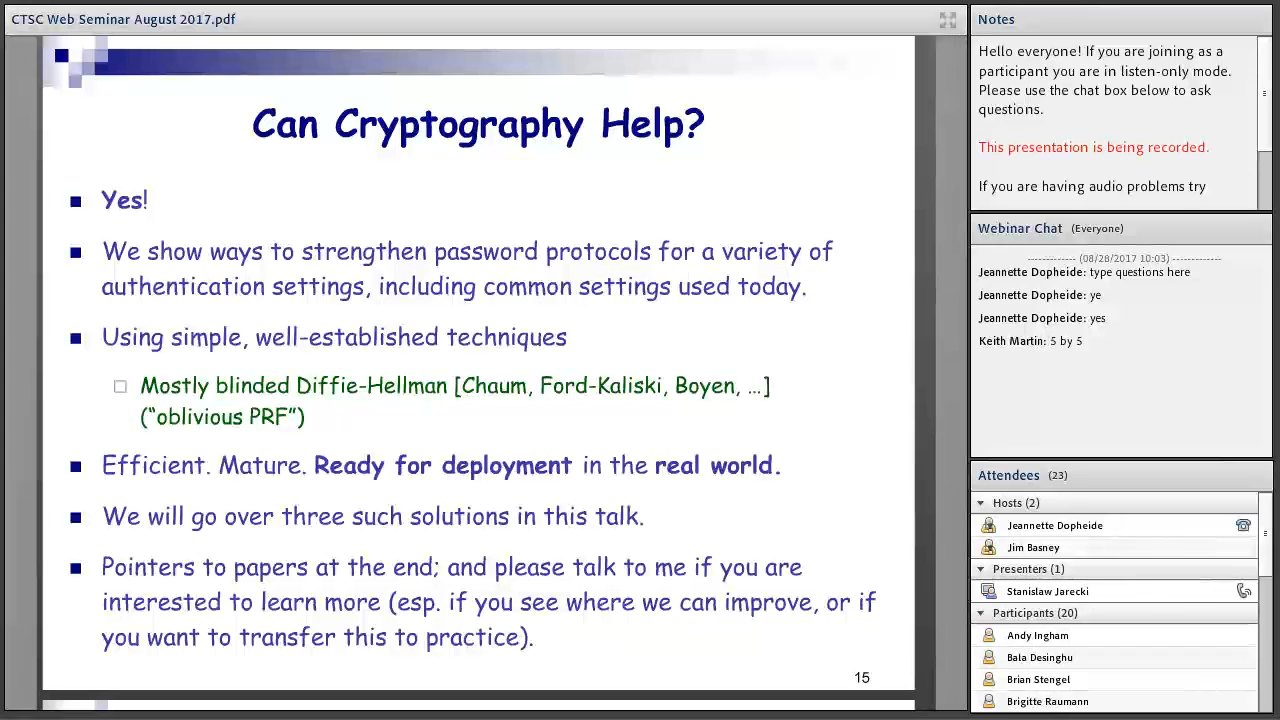 CTSC Web Seminar August 2017.pdf
Can Cryptography Help?
Yes!
We show ways to strengthen password protocols for a variety of
authentication settings, including common settings used today.
Using simple, well-established techniques
Mostly blinded Diffie-Hellman [Chaum, Ford-Kaliski, Boyen, …]
(“oblivious PRF”)
Efficient. Mature. Ready for deployment in the real world.
We will go over three such solutions in this talk.
Pointers to papers at the end; and please talk to me if you are
interested to learn more (esp. if you see where we can improve, or if
you want to transfer this to practice).
15
Notes
Hello everyone! If you are joining as a
participant you are in listen-only mode.
Please use the chat box below to ask
questions.
This presentation is being recorded.
If you are having audio problems try
Webinar Chat (Everyone)
------------- (08/28/2017 10:03) -------------
Jeannette Dopheide: type questions here
Jeannette Dopheide: ye
Jeannette Dopheide: yes
Keith Martin: 5 by 5
Attendees (23)
Hosts (2)
Jeannette Dopheide
Jim Basney
Presenters (1)
Stanislaw Jarecki
Participants (20)
Andy Ingham
Bala Desinghu
Brian Stengel
Brigitte Raumann